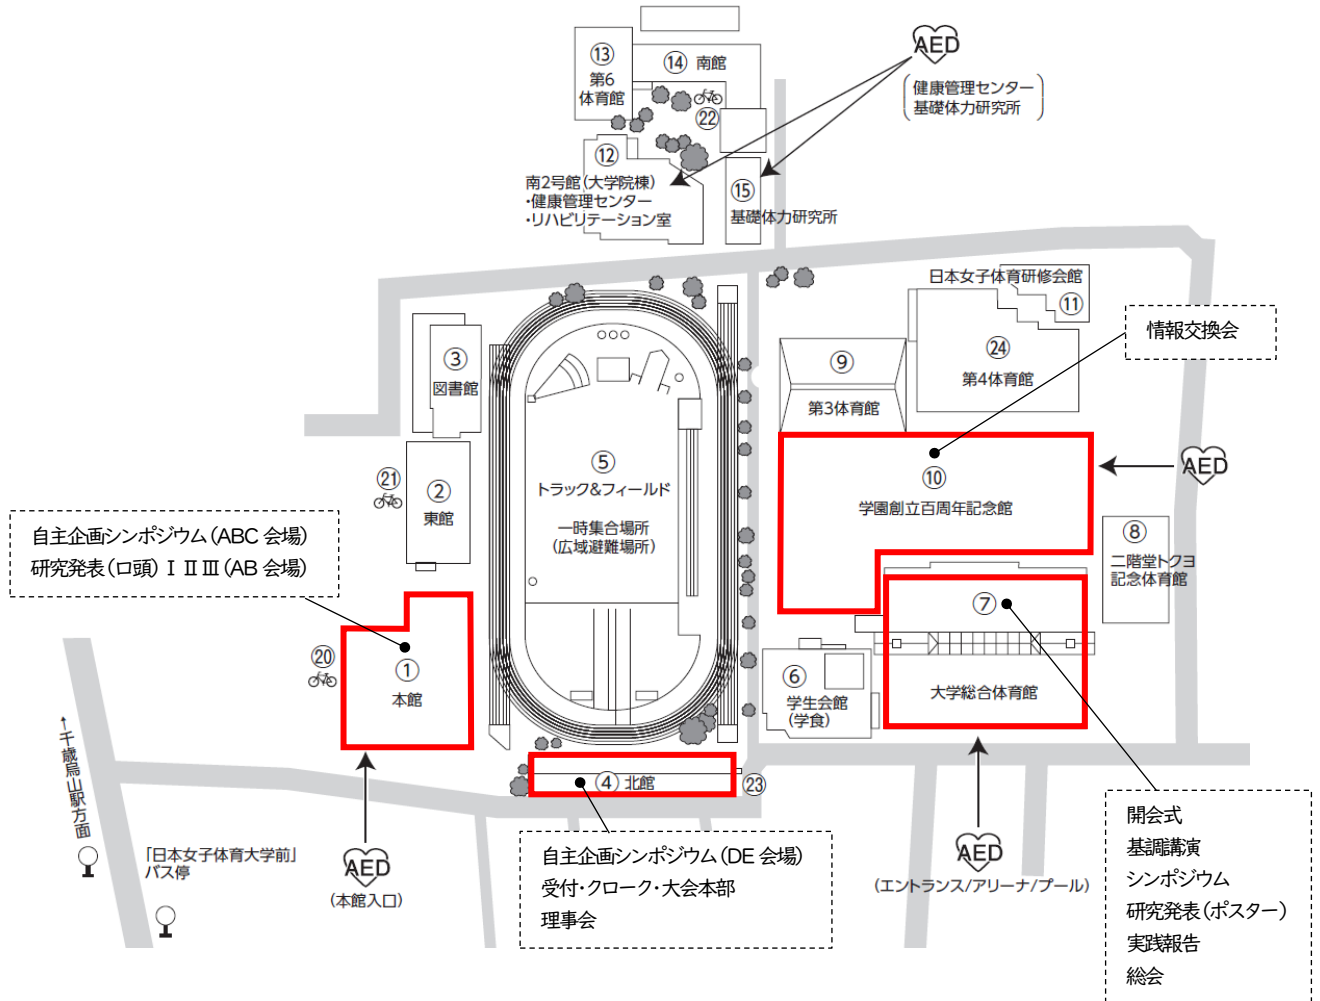 ⑬
第6
体育館
⑭ 南館
㉒
AED
健康管理センター
基礎体力研究所
⑫
南2号館(大学院棟)
・健康管理センター
・リハビリテーション室
⑮
基礎体力研究所
日本女子体育研修会館
⑪
情報交換会
③
図書館
⑨
第3体育館
㉔
第4体育館
㉑
②
東館
⑤
トラック&フィールド
一時集合場所
(広域避難場所)
⑩
学園創立百周年記念館
AED
⑧
二階堂トクヨ
記念体育館
自主企画シンポジウム(ABC 会場)
研究発表(口頭) Ⅰ Ⅱ Ⅲ(AB 会場)
⑳
①
本館
⑦
大学総合体育館
⑥
学生会館
(学食)
④ 北館
㉓
←千歳烏山駅方面
「日本女子体育大学前」
バス停
AED
(本館入口)
自主企画シンポジウム(DE 会場)
受付・クローク・大会本部
理事会
AED
(エントランス/アリーナ/プール)
開会式
基調講演
シンポジウム
研究発表(ポスター)
実践報告
総会